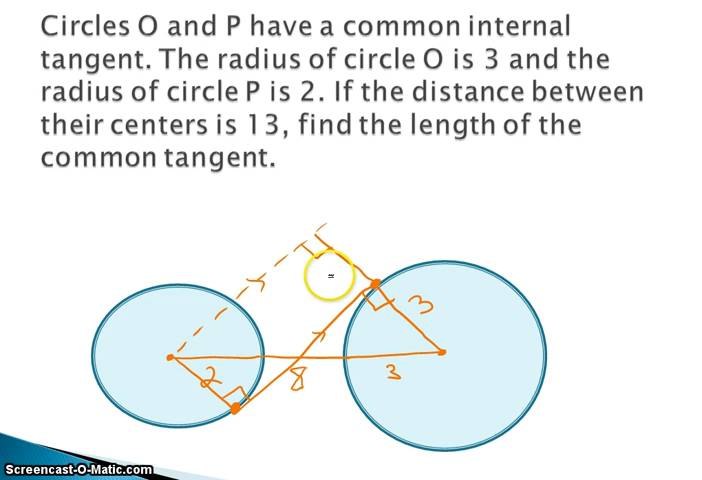 Circles O and P have a common internal
tangent. The radius of circle O is 3 and the
radius of circle P is 2. If the distance between
their centers is 13, find the length of the
common tangent.
3
2
8
3
Screencast-O-Matic.com